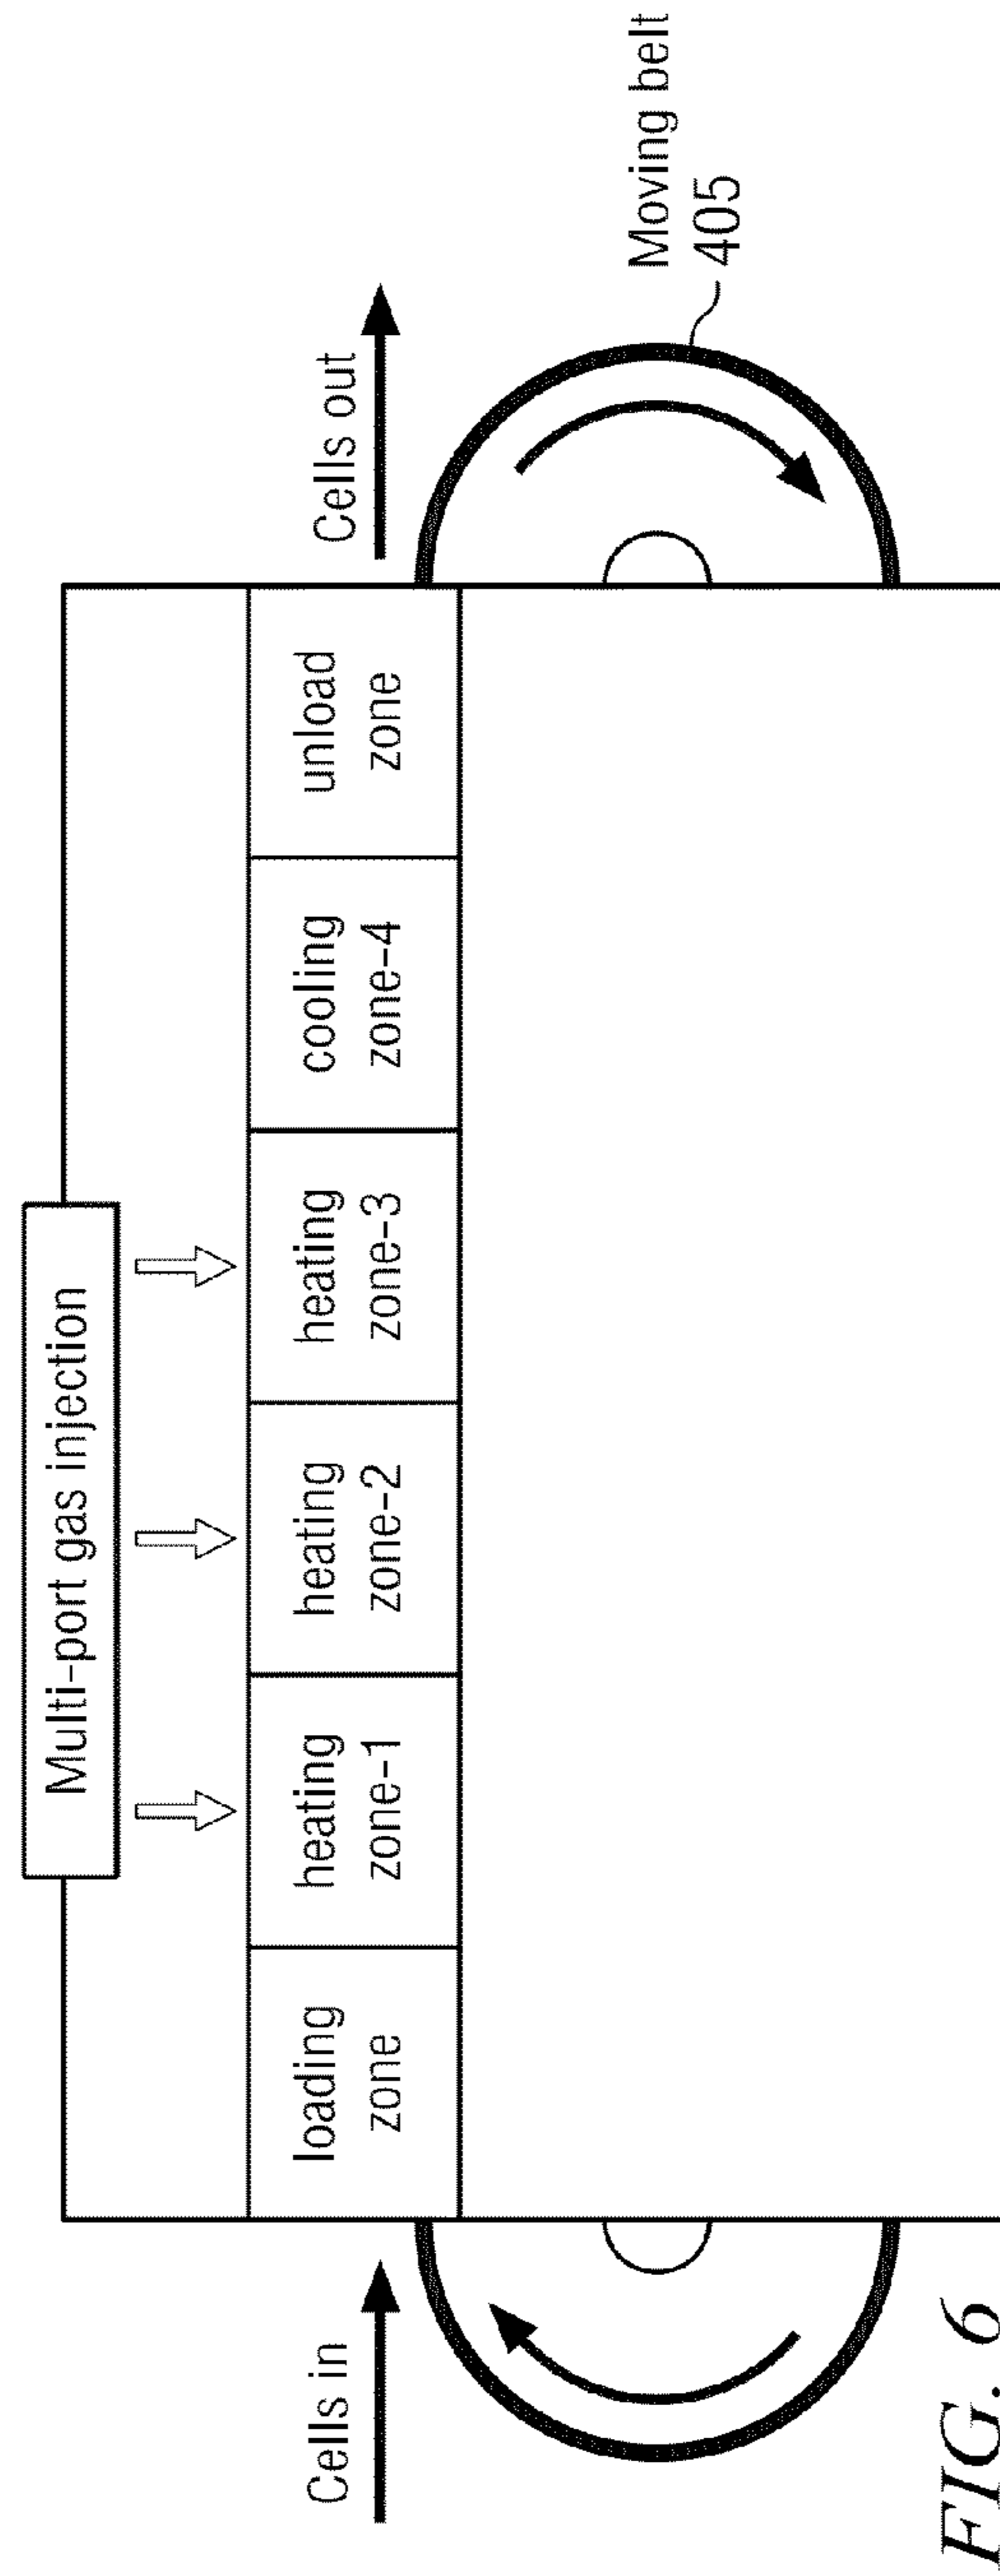 Multi-port gas injection
Cells in
loading
zone
heating
zone-1
heating
zone-2
heating
zone-3
cooling
zone-4
unload
zone
Cells out
Moving belt
405
FIG. 6